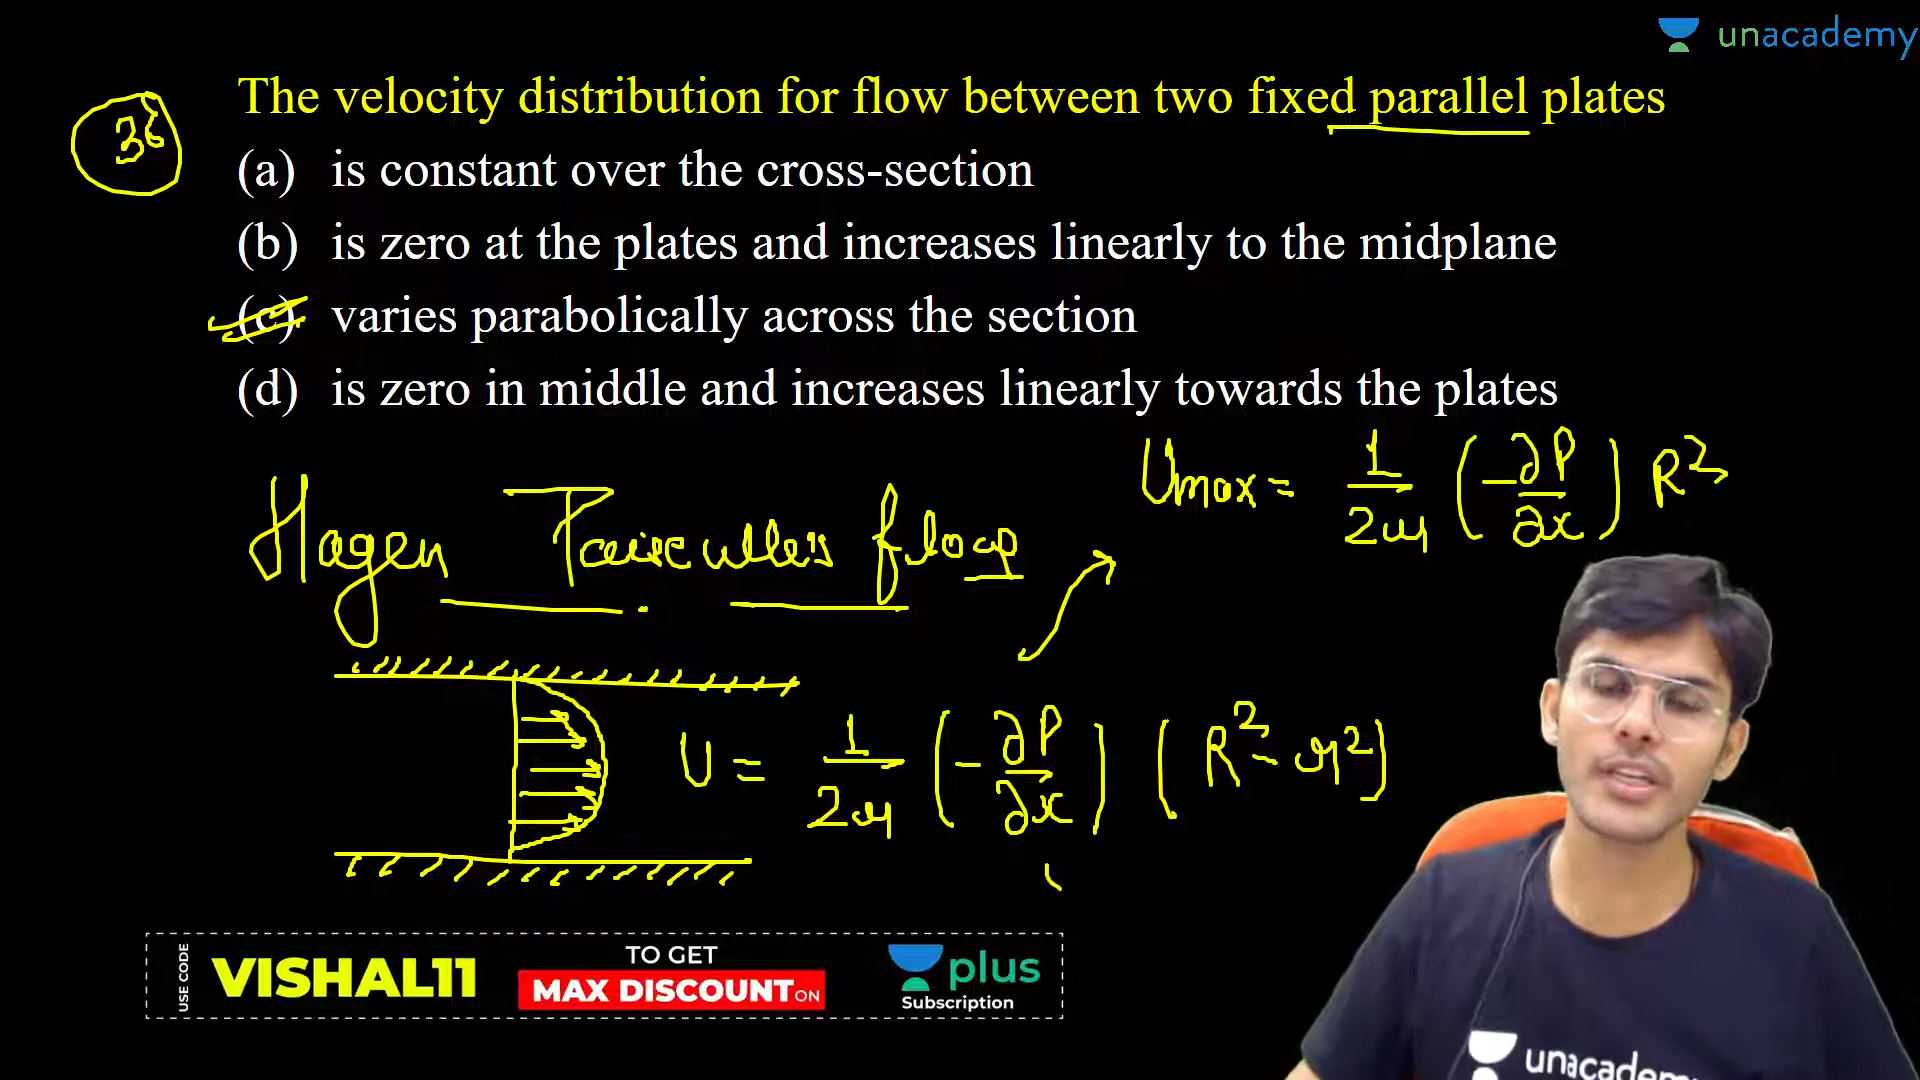 unacademy
36
The velocity distribution for flow between two fixed parallel plates
(a) is constant over the cross-section
(b) is zero at the plates and increases linearly to the midplane
(c) varies parabolically across the section
(d) is zero in middle and increases linearly towards the plates
Umax = 1/2μ (-∂P/∂x) R²
Hagen flow
U = 1/2μ (-∂P/∂x) (R² - r²)
USE CODE
VISHAL11
TO GET
MAX DISCOUNT ON
plus
Subscription
unacadem